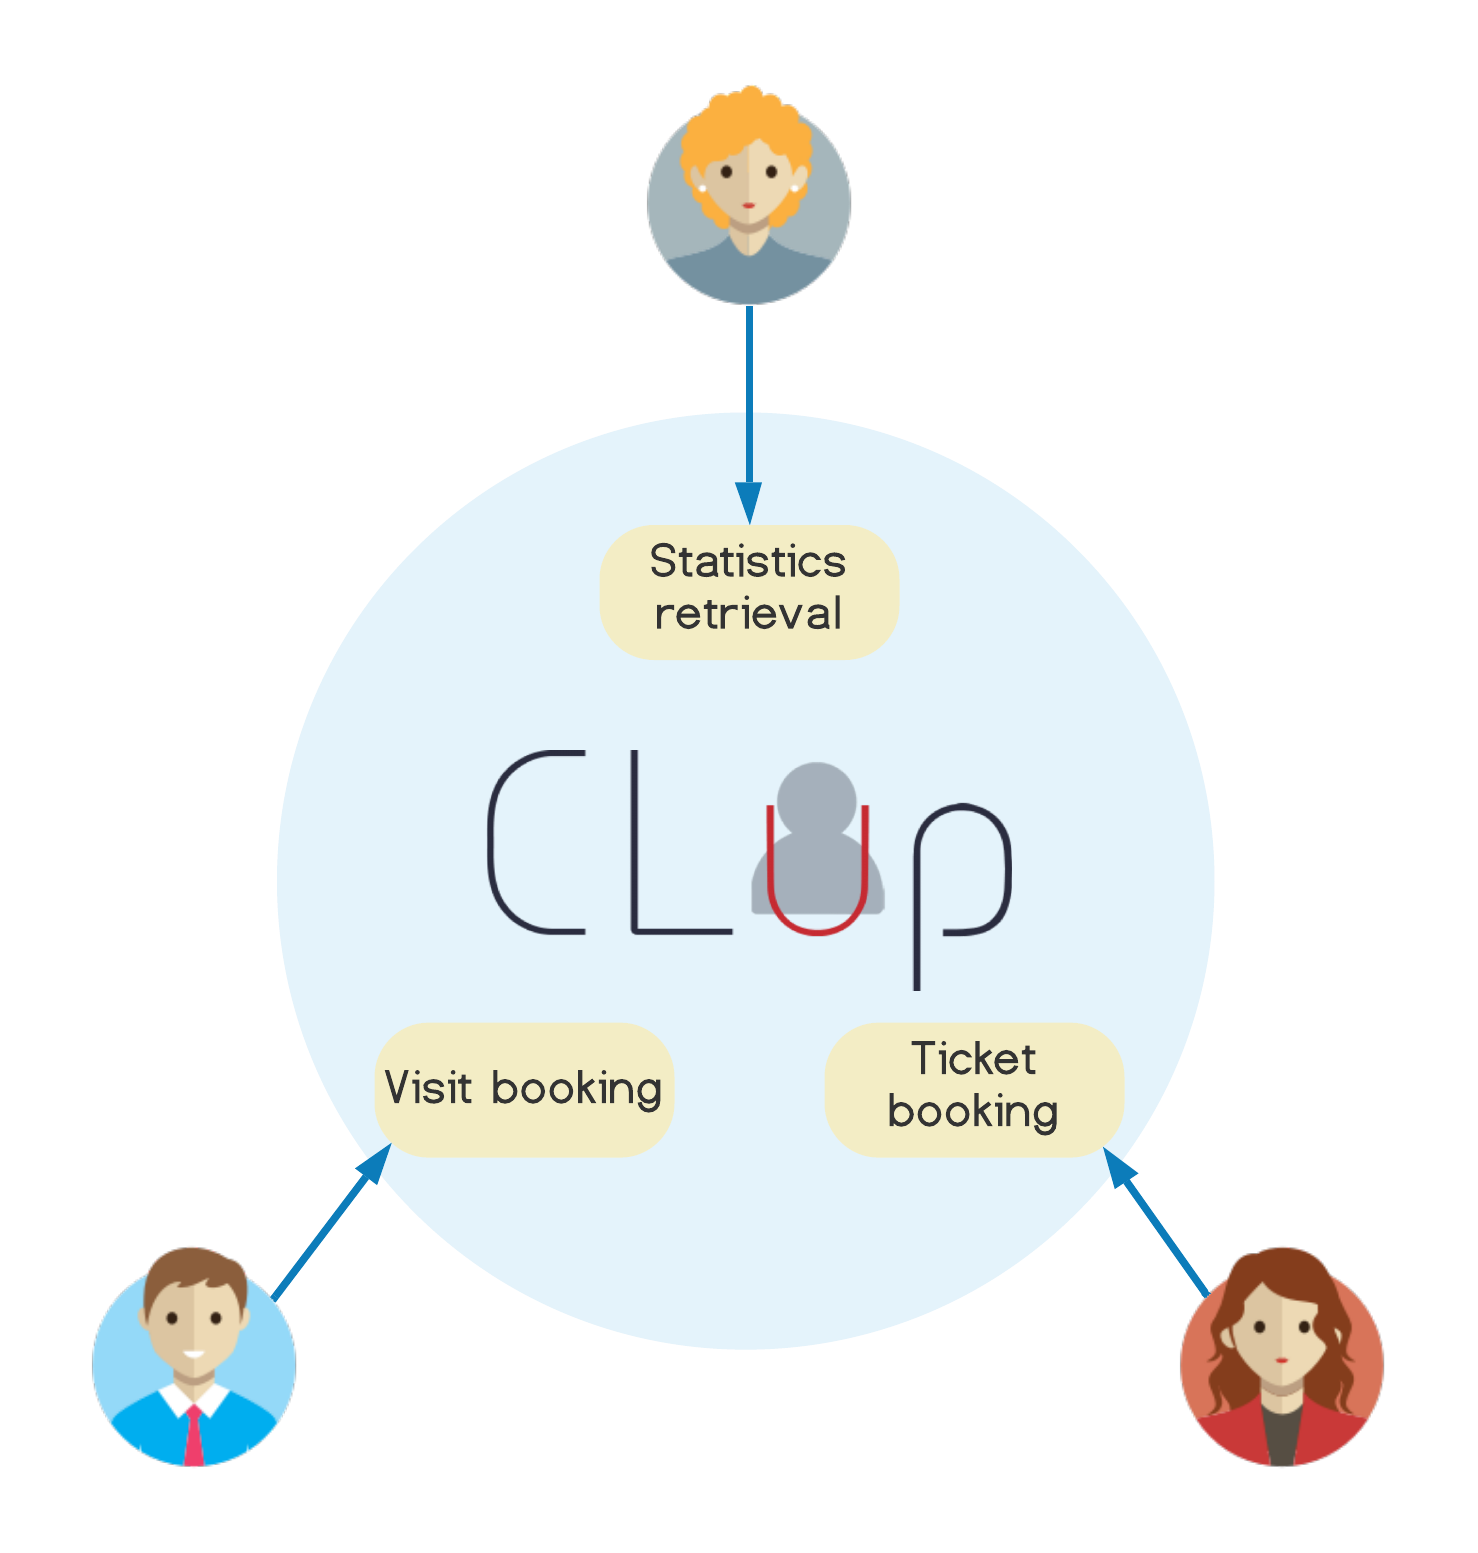 Statistics
retrieval
CLup
Visit booking
Ticket
booking